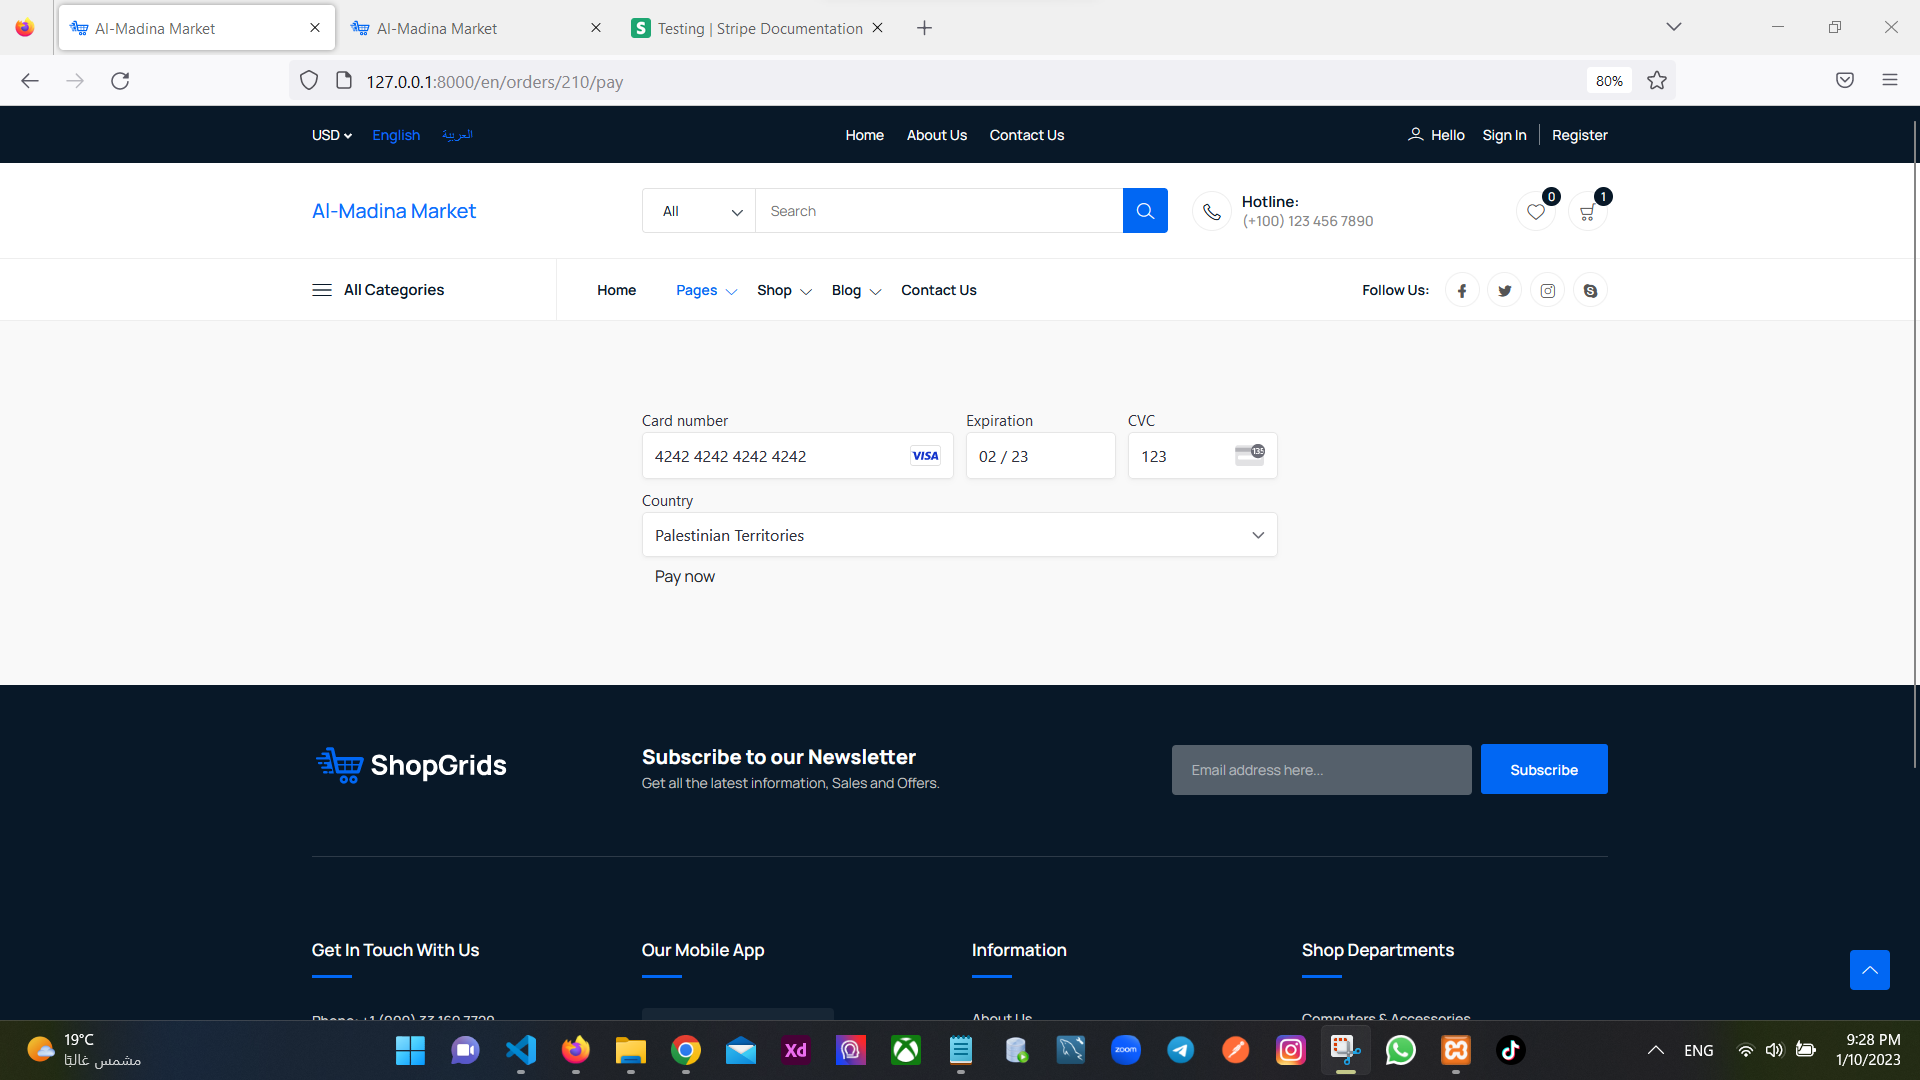 Al-Madina Market
Al-Madina Market
Testing | Stripe Documentation
127.0.0.1:8000/en/orders/210/pay
80%
USD
English
العربية
Home
About Us
Contact Us
Hello
Sign In
Register
Al-Madina Market
All
Search
Hotline:
(+100) 123 456 7890
0
1
All Categories
Home
Pages
Shop
Blog
Contact Us
Follow Us:
Card number
Expiration
CVC
4242 4242 4242 4242
VISA
02 / 23
123
135
Country
Palestinian Territories
Pay now
ShopGrids
Subscribe to our Newsletter
Get all the latest information, Sales and Offers.
Email address here...
Subscribe
Get In Touch With Us
Our Mobile App
Information
Shop Departments
About Us
Computers & Accessories
19°C
مشمس غالبًا
Xd
zoom
ENG
9:28 PM
1/10/2023